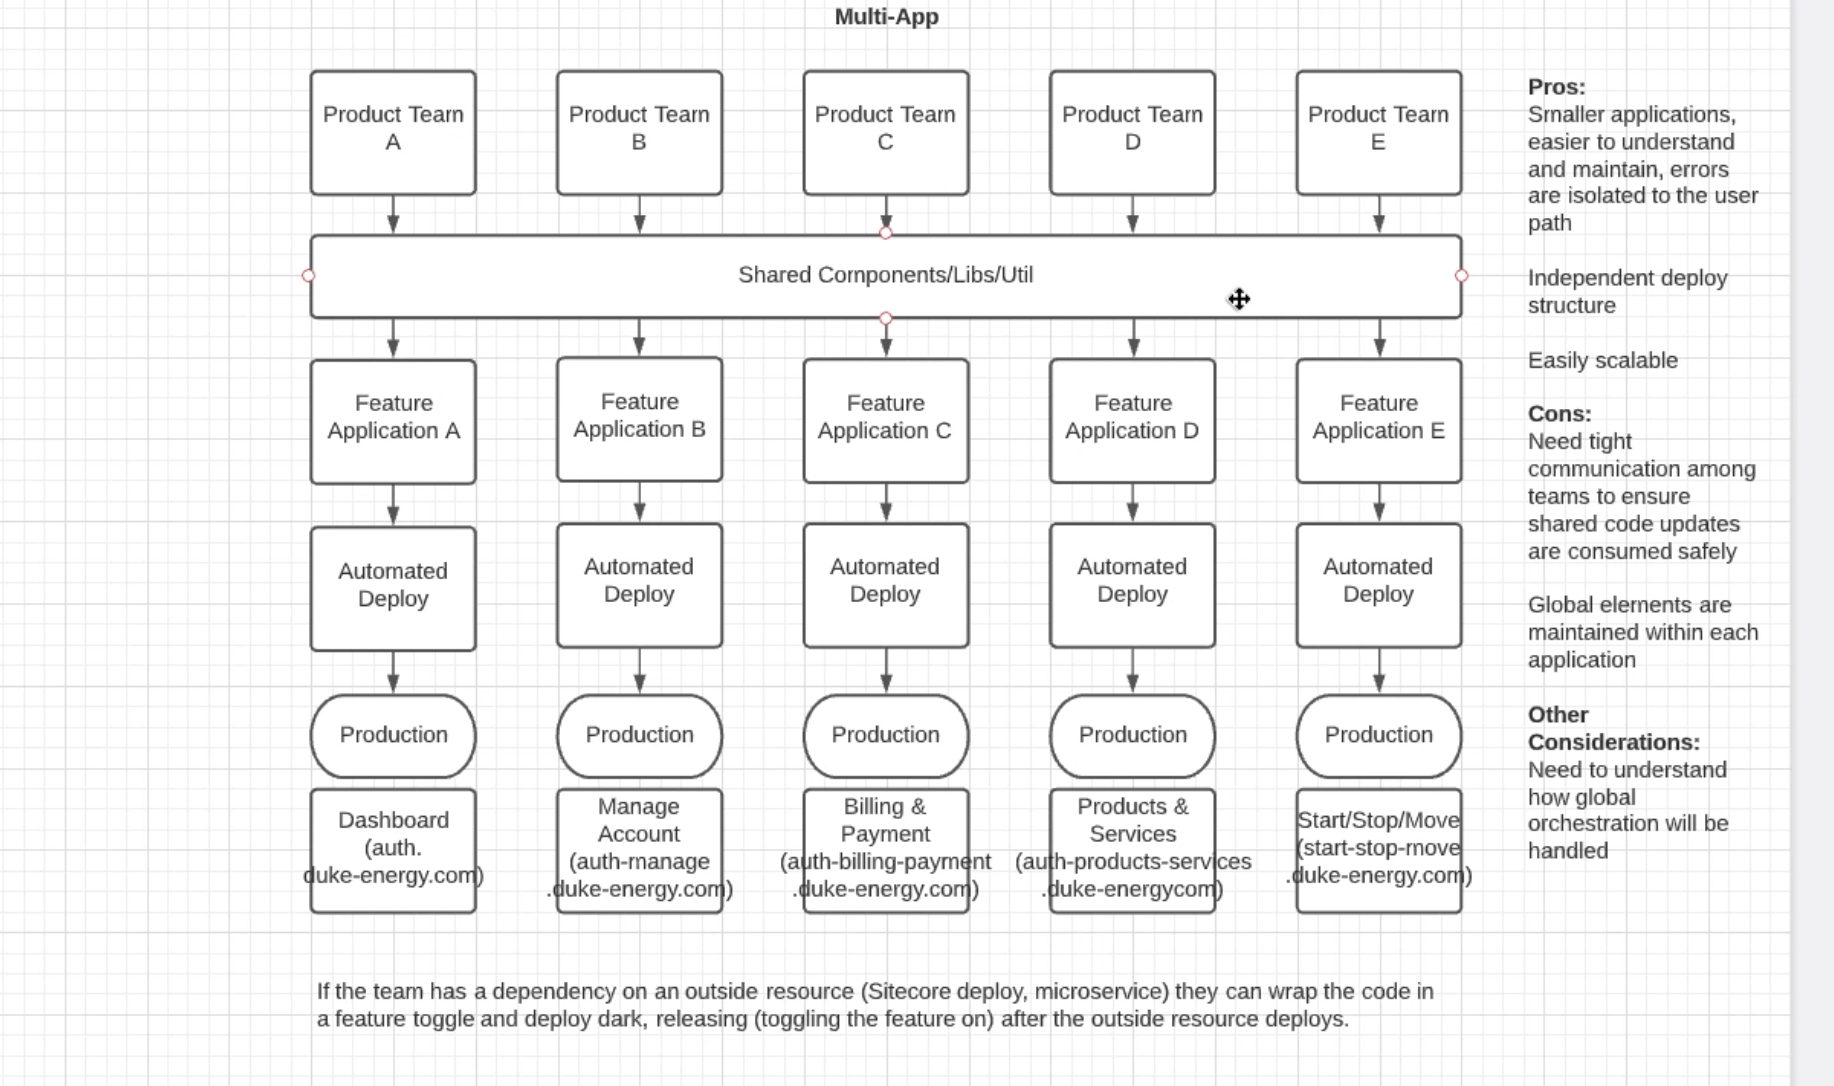 Multi-App
Product Team
A
Product Team
B
Product Team
C
Product Team
D
Product Team
E
Shared Components/Libs/Util
Feature
Application A
Feature
Application B
Feature
Application C
Feature
Application D
Feature
Application E
Automated
Deploy
Automated
Deploy
Automated
Deploy
Automated
Deploy
Automated
Deploy
Production
Production
Production
Production
Production
Dashboard
(auth.
duke-energy.com)
Manage
Account
(auth-manage
.duke-energy.com)
Billing &
Payment
(auth-billing-payment
.duke-energy.com)
Products &
Services
(auth-products-services
.duke-energycom)
Start/Stop/Move
(start-stop-move
.duke-energy.com)
Pros:
Smaller applications,
easier to understand
and maintain, errors
are isolated to the user
path
Independent deploy
structure
Easily scalable
Cons:
Need tight
communication among
teams to ensure
shared code updates
are consumed safely
Global elements are
maintained within each
application
Other
Considerations:
Need to understand
how global
orchestration will be
handled
If the team has a dependency on an outside resource (Sitecore deploy, microservice) they can wrap the code in
a feature toggle and deploy dark, releasing (toggling the feature on) after the outside resource deploys.